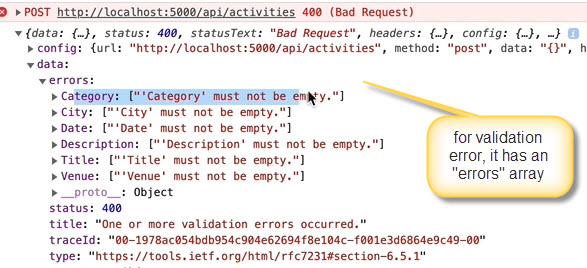 POST http://localhost:5000/api/activities 400 (Bad Request)
{data: {…}, status: 400, statusText: "Bad Request", headers: {…}, config: {…}, …}
config: {url: "http://localhost:5000/api/activities", method: "post", data: "{}", h
data:
errors:
Category: ["'Category' must not be empty."]
City: ["'City' must not be empty."]
Date: ["'Date' must not be empty."]
Description: ["'Description' must not be empty."]
Title: ["'Title' must not be empty."]
Venue: ["'Venue' must not be empty."]
__proto__: Object
status: 400
title: "One or more validation errors occurred."
traceId: "00-1978ac054bdb954c904e62694f8e104c-f001e3d6864e9c49-00"
type: "https://tools.ietf.org/html/rfc7231#section-6.5.1"
for validation
error, it has an
"errors" array